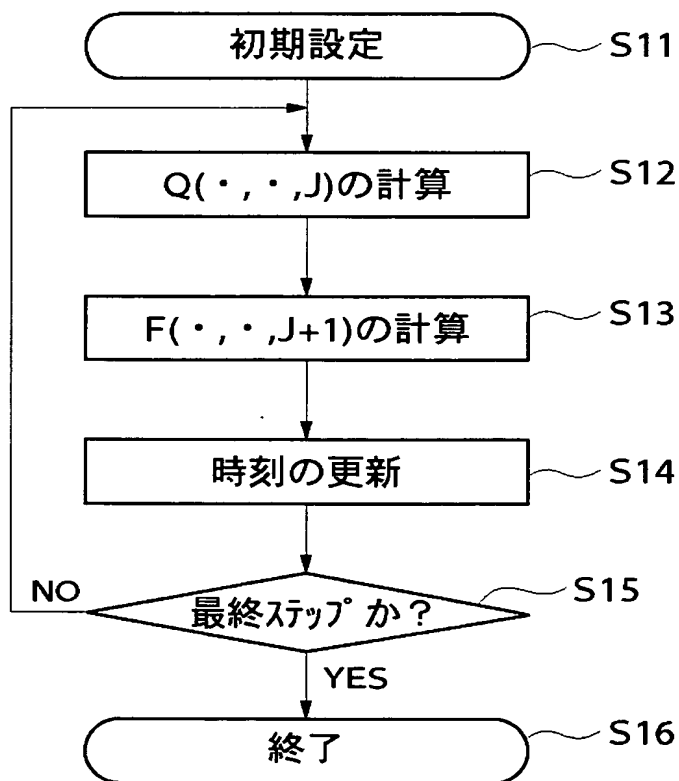 初期設定 S11
Q(・,・,J)の計算 S12
F(・,・,J+1)の計算 S13
時刻の更新 S14
NO 最終ｽﾃｯﾌﾟか? S15
YES
終了 S16